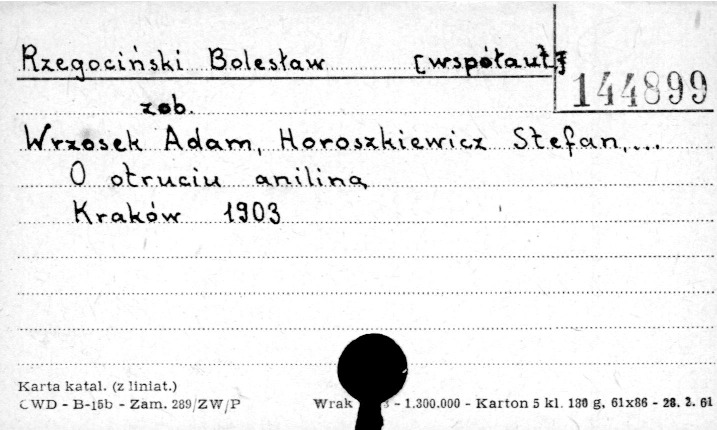 Rzegociński Bolesław [współaut.]
144899
zob.
Wrzosek Adam, Horoszkiewicz Stefan,...
O otruciu aniliną
Kraków 1903
Karta katal. (z liniat.)
CWD - B-15b - Zam. 289/ZW/P
Wrak - 1.300.000 - Karton 5 kl. 180 g, 61x86 - 28. 2. 61